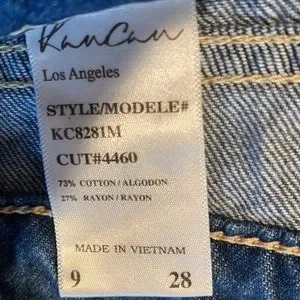 KanCan
Los Angeles
STYLE/MODELE#
KC8281M
CUT#4460
73% COTTON / ALGODON
27% RAYON / RAYON
MADE IN VIETNAM
9 28